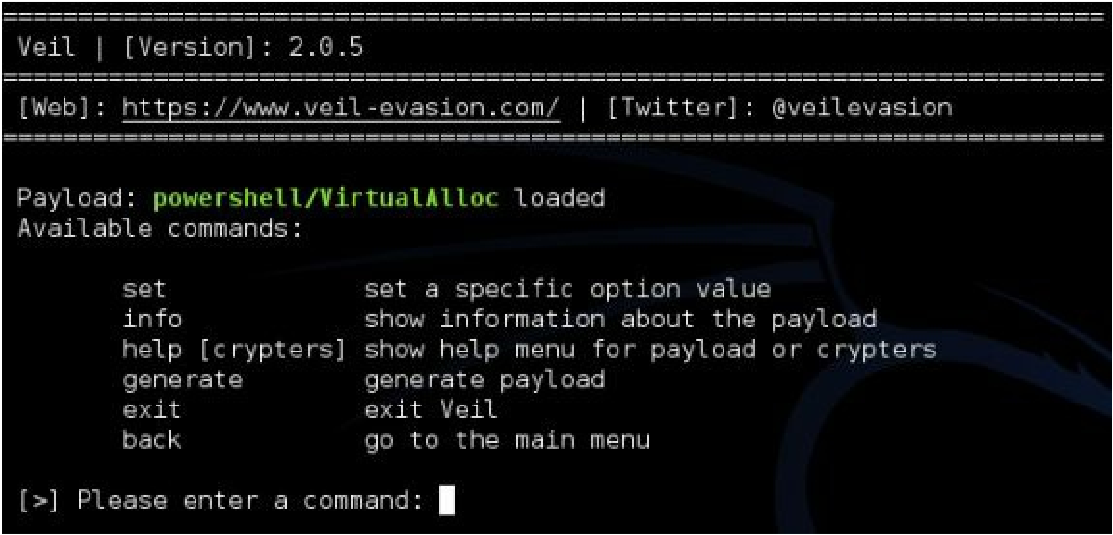 ==========================================================================
Veil | [Version]: 2.0.5
==========================================================================
[Web]: https://www.veil-evasion.com/ | [Twitter]: @veilevasion
==========================================================================
Payload: powershell/VirtualAlloc loaded
Available commands:
set set a specific option value
info show information about the payload
help [crypters] show help menu for payload or crypters
generate generate payload
exit exit Veil
back go to the main menu
[>] Please enter a command: